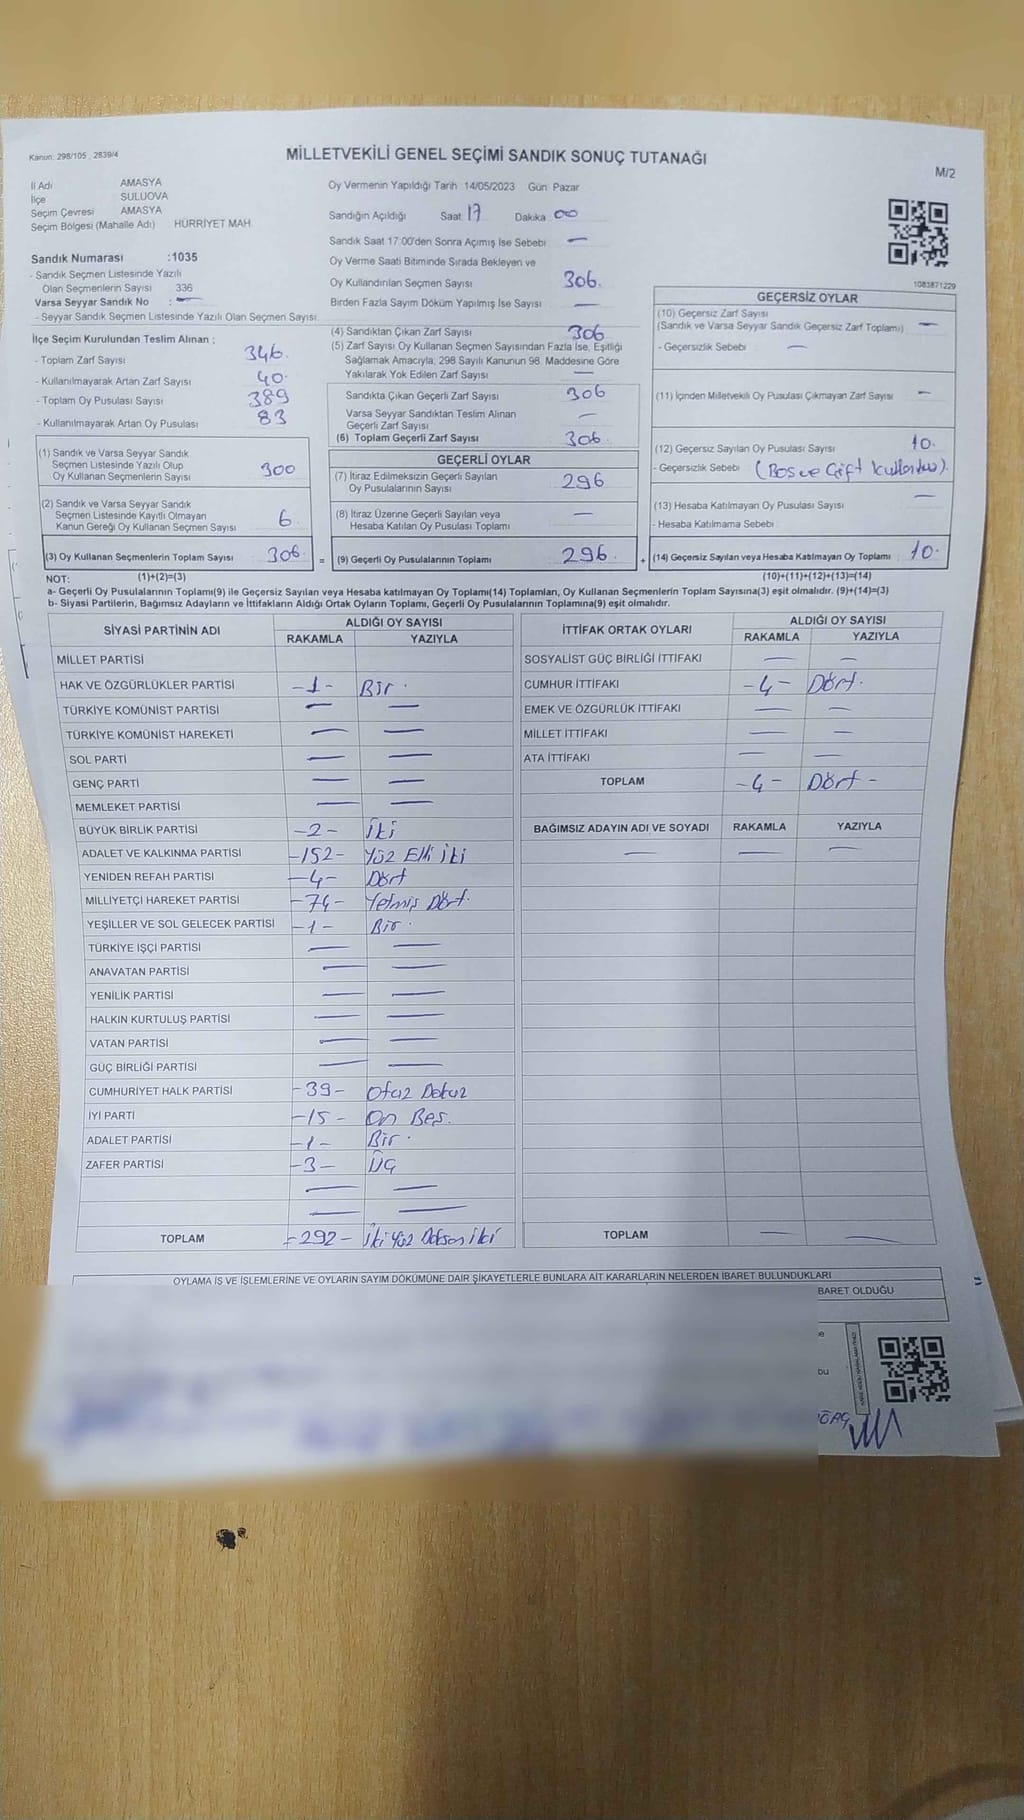 Kanun: 298/105 , 2839/4
MİLLETVEKİLİ GENEL SEÇİMİ SANDIK SONUÇ TUTANAĞI
M/2
İl Adı AMASYA
İlçe SULUOVA
Seçim Çevresi AMASYA
Seçim Bölgesi (Mahalle Adı) HÜRRİYET MAH.
Sandık Numarası :1035
- Sandık Seçmen Listesinde Yazılı
Olan Seçmenlerin Sayısı 336
Varsa Seyyar Sandık No : —
- Seyyar Sandık Seçmen Listesinde Yazılı Olan Seçmen Sayısı:
İlçe Seçim Kurulundan Teslim Alınan ;
- Toplam Zarf Sayısı 346
- Kullanılmayarak Artan Zarf Sayısı 40
- Toplam Oy Pusulası Sayısı 389
- Kullanılmayarak Artan Oy Pusulası 83
(1) Sandık ve Varsa Seyyar Sandık
Seçmen Listesinde Yazılı Olup
Oy Kullanan Seçmenlerin Sayısı 300
(2) Sandık ve Varsa Seyyar Sandık
Seçmen Listesinde Kayıtlı Olmayan
Kanun Gereği Oy Kullanan Seçmen Sayısı 6
(3) Oy Kullanan Seçmenlerin Toplam Sayısı 306 =
(1)+(2)=(3)
Oy Vermenin Yapıldığı Tarih 14/05/2023 Gün Pazar
Sandığın Açıldığı Saat 17 Dakika 00
Sandık Saat 17.00'den Sonra Açımış İse Sebebi —
Oy Verme Saati Bitiminde Sırada Bekleyen ve
Oy Kullandırılan Seçmen Sayısı 306.
Birden Fazla Sayım Döküm Yapılmış İse Sayısı —
(4) Sandıktan Çıkan Zarf Sayısı 306
(5) Zarf Sayısı Oy Kullanan Seçmen Sayısından Fazla İse, Eşitliği
Sağlamak Amacıyla; 298 Sayılı Kanunun 98. Maddesine Göre
Yakılarak Yok Edilen Zarf Sayısı —
Sandıkta Çıkan Geçerli Zarf Sayısı 306
Varsa Seyyar Sandıktan Teslim Alınan
Geçerli Zarf Sayısı —
(6) Toplam Geçerli Zarf Sayısı 306
GEÇERLİ OYLAR
(7) İtiraz Edilmeksizin Geçerli Sayılan
Oy Pusulalarının Sayısı 296
(8) İtiraz Üzerine Geçerli Sayılan veya
Hesaba Katılan Oy Pusulası Toplamı —
(9) Geçerli Oy Pusulalarının Toplamı 296 +
1083871229
GEÇERSİZ OYLAR
(10) Geçersiz Zarf Sayısı
(Sandık ve Varsa Seyyar Sandık Geçersiz Zarf Toplamı) —
- Geçersizlik Sebebi —
(11) İçinden Milletvekili Oy Pusulası Çıkmayan Zarf Sayısı —
(12) Geçersiz Sayılan Oy Pusulası Sayısı 10.
- Geçersizlik Sebebi (Boş ve Çift
(13) Hesaba Katılmayan Oy Pusulası Sayısı —
- Hesaba Katılmama Sebebi
(14) Geçersiz Sayılan veya Hesaba Katılmayan Oy Toplamı : 10.
(10)+(11)+(12)+(13)=(14)
NOT:
a- Geçerli Oy Pusulalarının Toplamı(9) ile Geçersiz Sayılan veya Hesaba katılmayan Oy Toplamı(14) Toplamları, Oy Kullanan Seçmenlerin Toplam Sayısına(3) eşit olmalıdır. (9)+(14)=(3)
b- Siyasi Partilerin, Bağımsız Adayların ve İttifakların Aldığı Ortak Oyların Toplamı, Geçerli Oy Pusulalarının Toplamına(9) eşit olmalıdır.
SİYASİ PARTİNİN ADI ALDIĞI OY SAYISI
RAKAMLA YAZIYLA
MİLLET PARTİSİ
HAK VE ÖZGÜRLÜKLER PARTİSİ -1- Bir.
TÜRKİYE KOMÜNİST PARTİSİ — —
TÜRKİYE KOMÜNİST HAREKETİ — —
SOL PARTİ — —
GENÇ PARTİ — —
MEMLEKET PARTİSİ — —
BÜYÜK BİRLİK PARTİSİ -2- İki
ADALET VE KALKINMA PARTİSİ -152- Yüz Elli İki
YENİDEN REFAH PARTİSİ -4- Dört
MİLLİYETÇİ HAREKET PARTİSİ -74- Yetmiş Dört.
YEŞİLLER VE SOL GELECEK PARTİSİ -1- Bir.
TÜRKİYE İŞÇİ PARTİSİ — —
ANAVATAN PARTİSİ — —
YENİLİK PARTİSİ — —
HALKIN KURTULUŞ PARTİSİ — —
VATAN PARTİSİ — —
GÜÇ BİRLİĞİ PARTİSİ — —
CUMHURİYET HALK PARTİSİ -39- Otuz Dokuz
İYİ PARTİ -15- On Beş.
ADALET PARTİSİ -1- Bir.
ZAFER PARTİSİ -3- Üç
— —
— —
TOPLAM -292- İki Yüz Doksan iki
İTTİFAK ORTAK OYLARI ALDIĞI OY SAYISI
RAKAMLA YAZIYLA
SOSYALİST GÜÇ BİRLİĞİ İTTİFAKI — —
CUMHUR İTTİFAKI -4- Dört.
EMEK VE ÖZGÜRLÜK İTTİFAKI — —
MİLLET İTTİFAKI — —
ATA İTTİFAKI — —
TOPLAM -4- Dört -
BAĞIMSIZ ADAYIN ADI VE SOYADI RAKAMLA YAZIYLA
— — —
TOPLAM — —
OYLAMA İŞ VE İŞLEMLERİNE VE OYLARIN SAYIM DÖKÜMÜNE DAİR ŞİKAYETLERLE BUNLARA AİT KARARLARIN NELERDEN İBARET BULUNDUKLARI
BARET OLDUĞU
bu